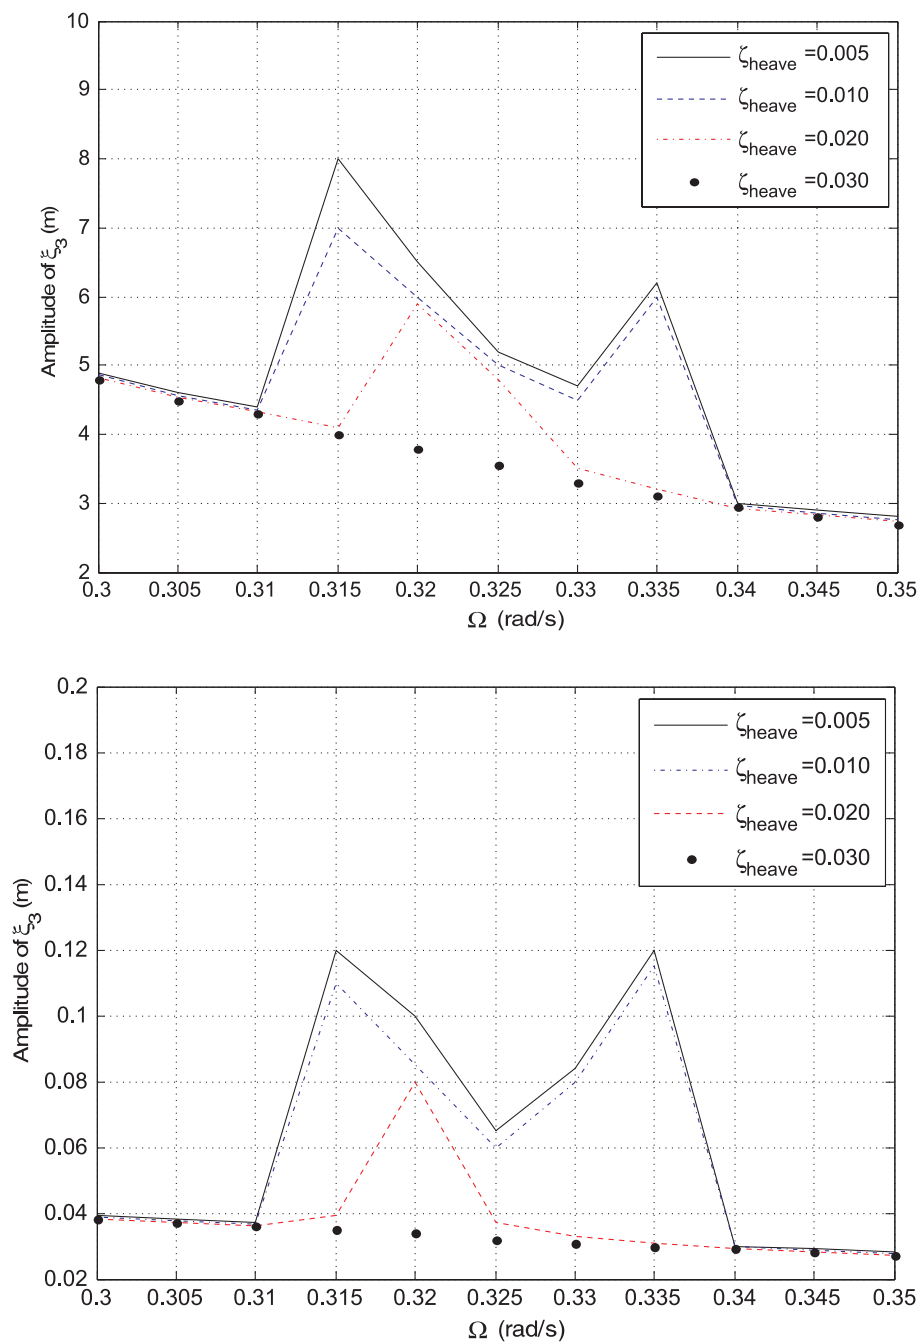 10
9
8
7
6
5
4
3
2
Amplitude of ξ3 (m)
ζheave =0.005
ζheave =0.010
ζheave =0.020
ζheave =0.030
0.3 0.305 0.31 0.315 0.32 0.325 0.33 0.335 0.34 0.345 0.35
Ω (rad/s)
0.2
0.18
0.16
0.14
0.12
0.1
0.08
0.06
0.04
0.02
Amplitude of ξ3 (m)
ζheave =0.005
ζheave =0.010
ζheave =0.020
ζheave =0.030
0.3 0.305 0.31 0.315 0.32 0.325 0.33 0.335 0.34 0.345 0.35
Ω (rad/s)